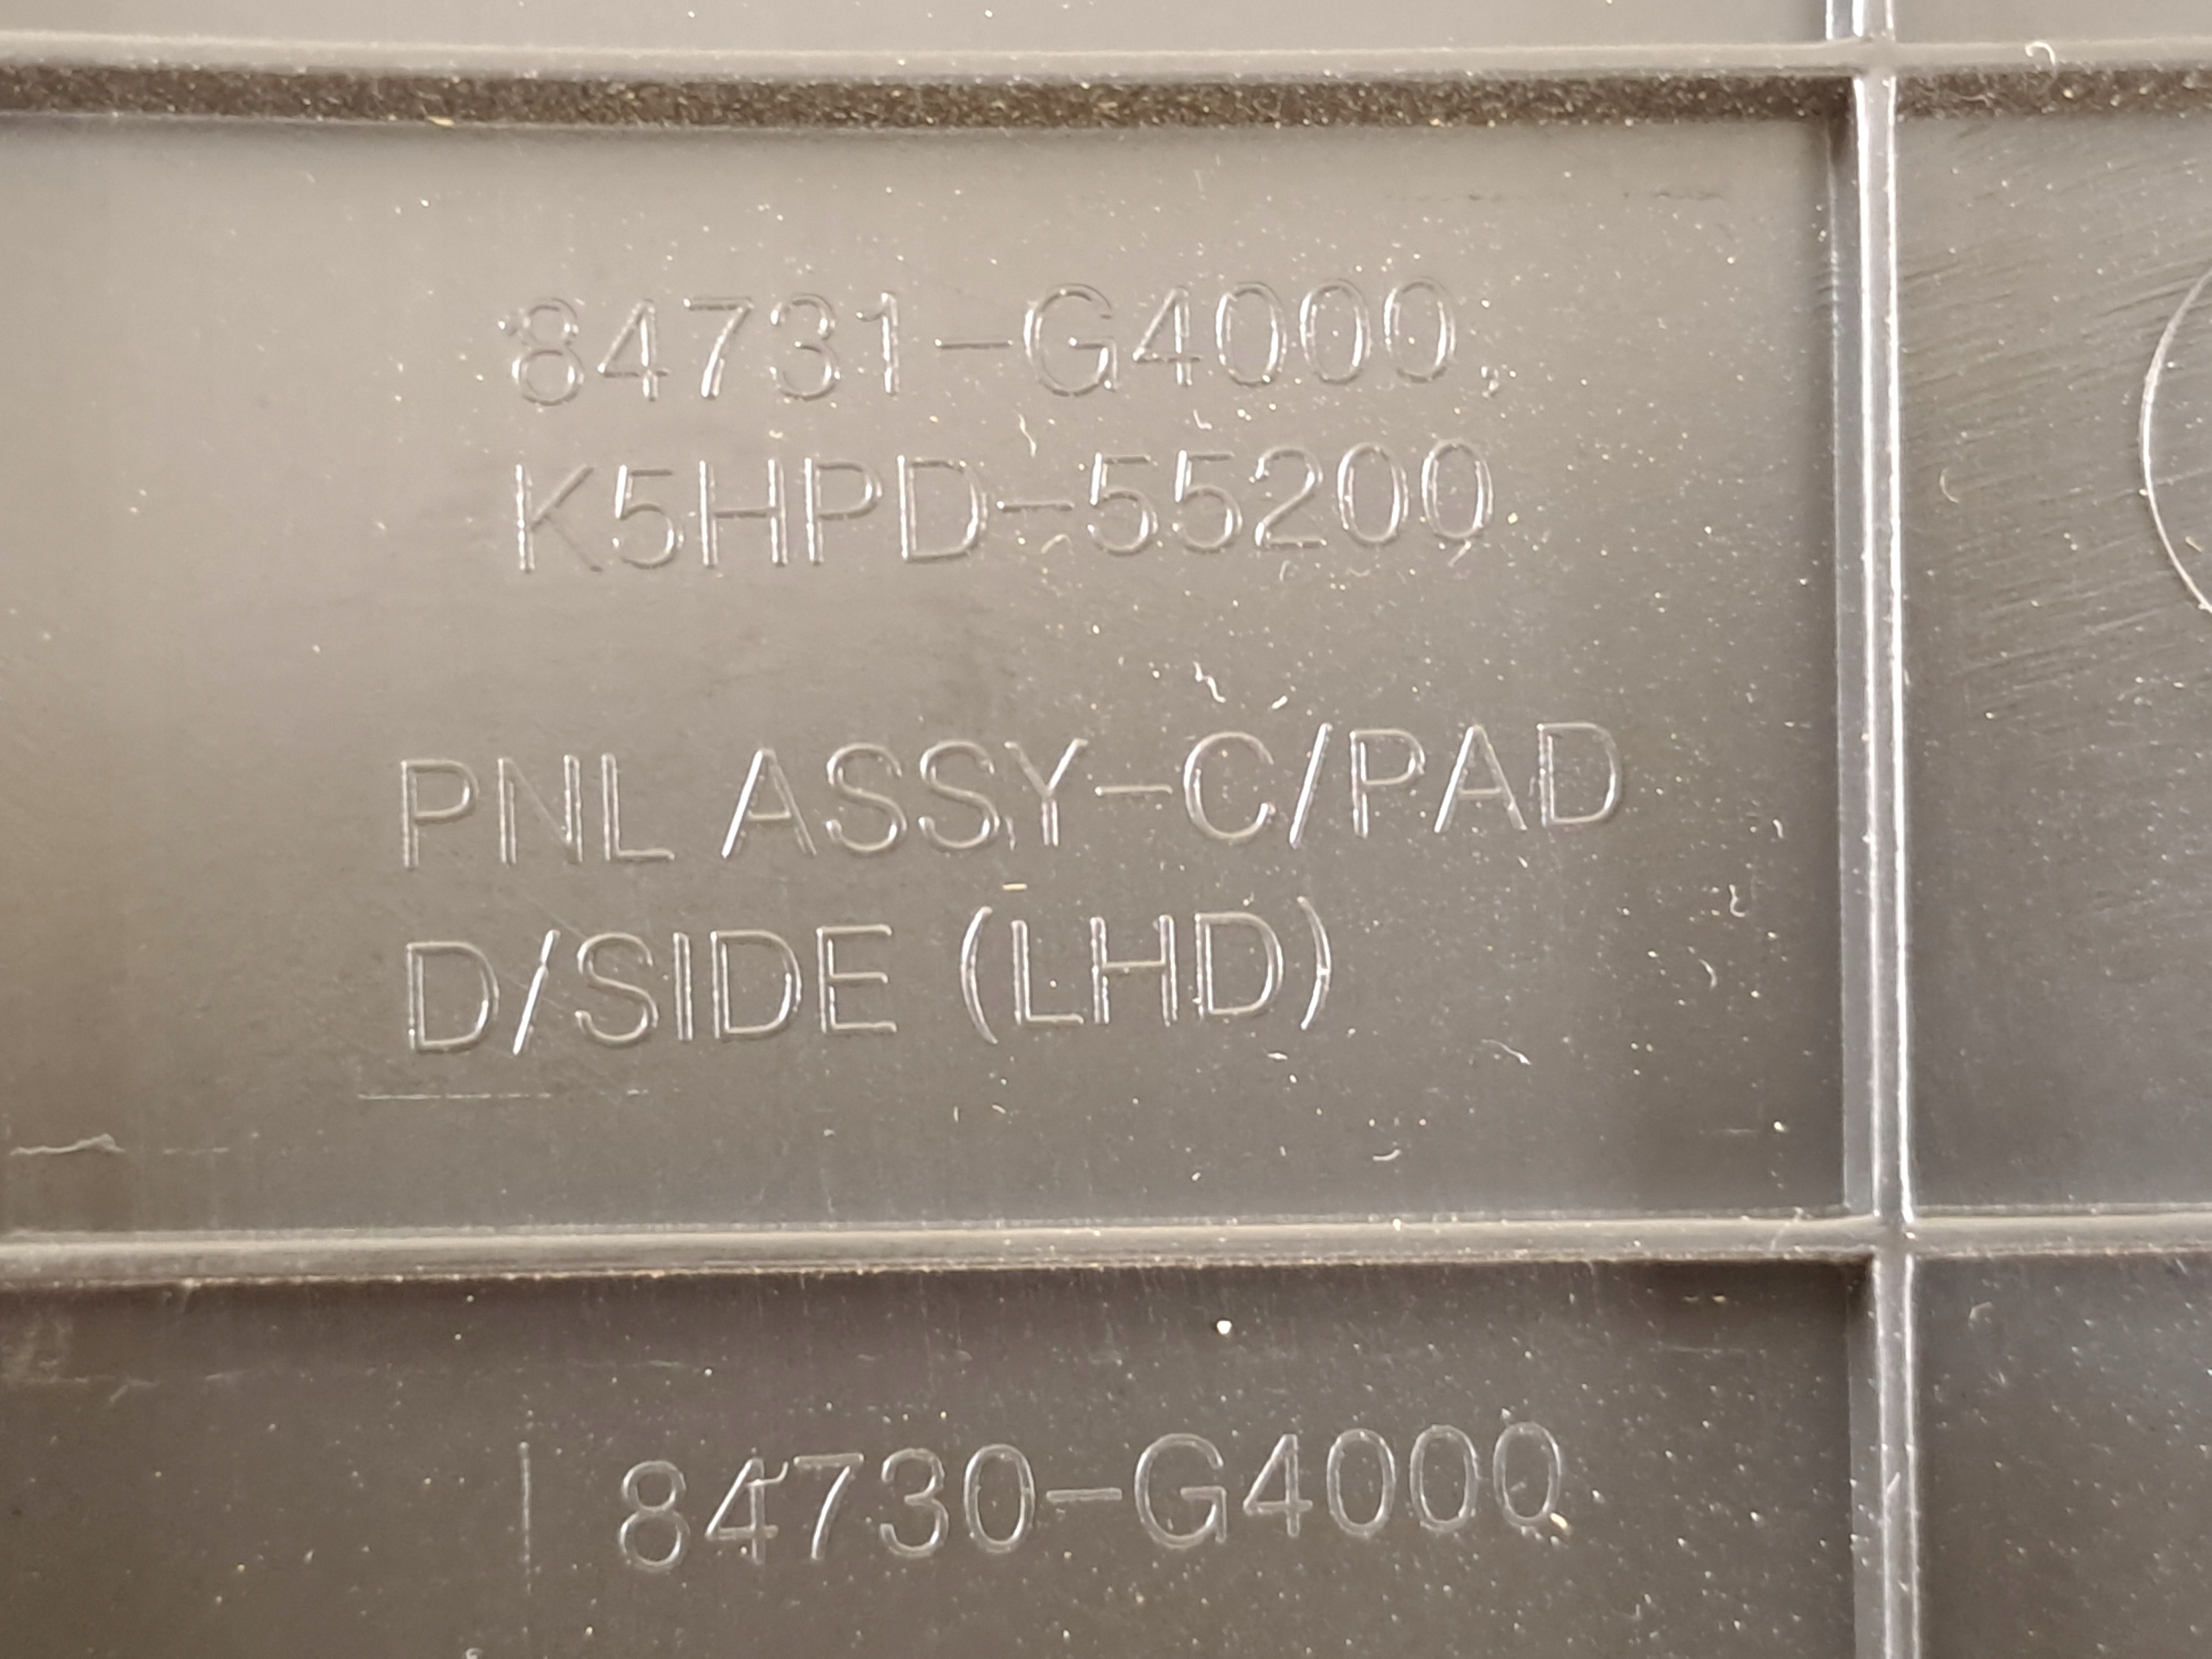 84731-G4000,
K5HPD-55200
PNL ASSY-C/PAD
D/SIDE (LHD)
84730-G4000